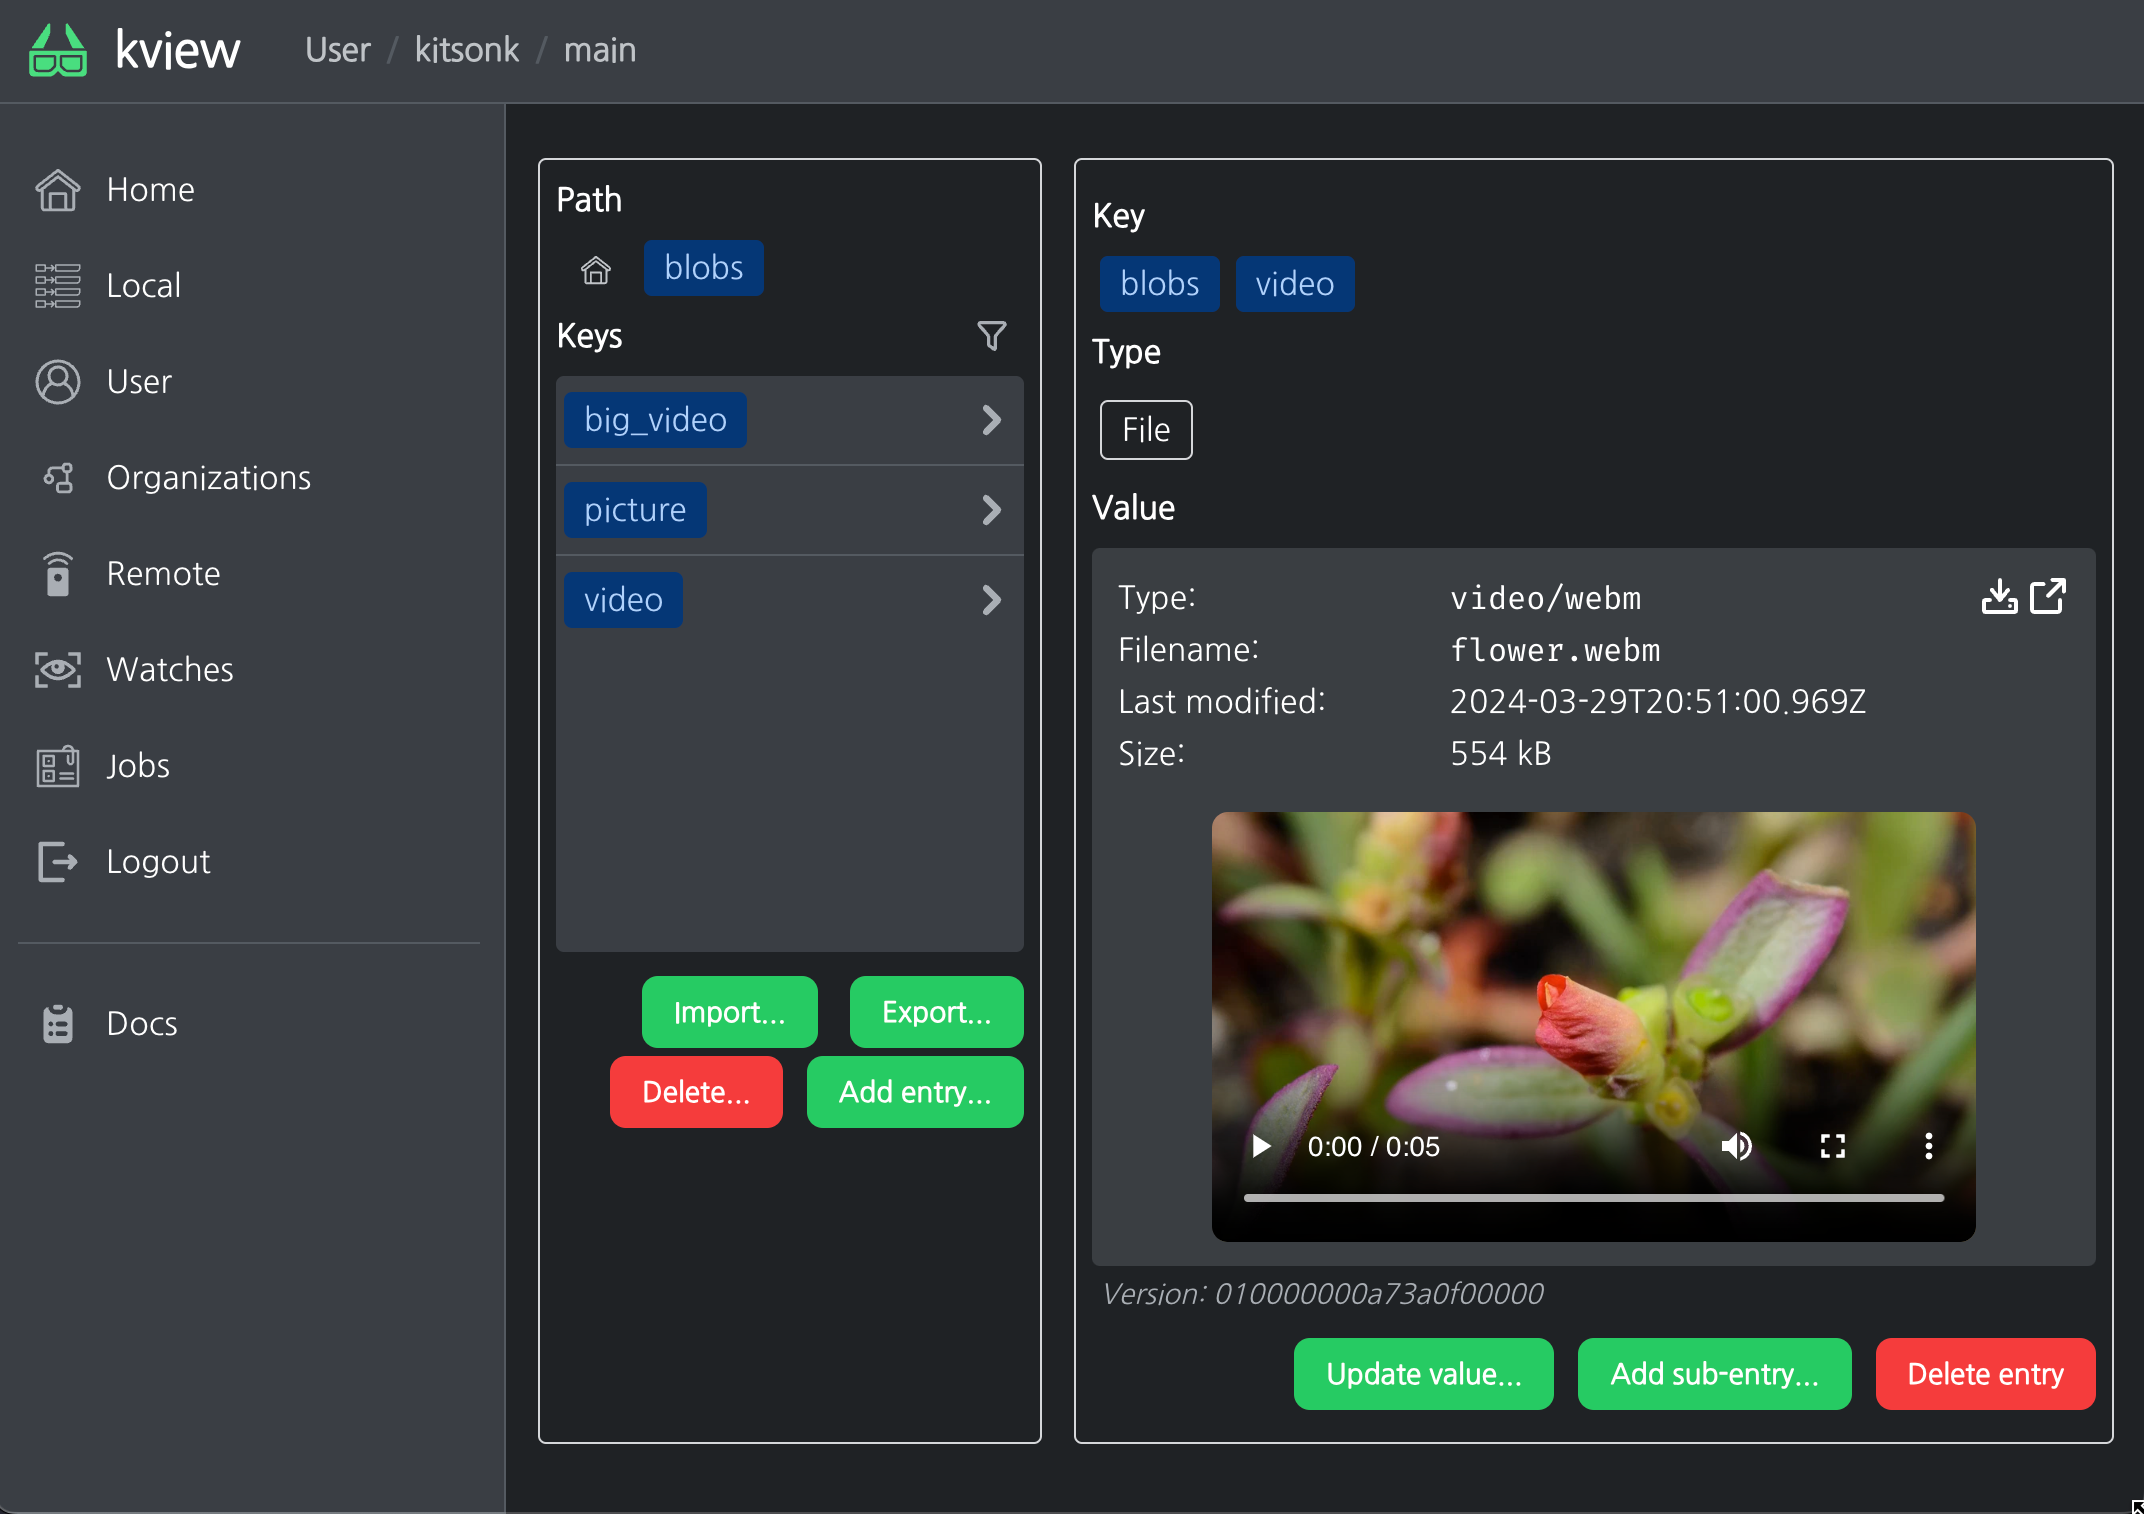 kview
User / kitsonk / main
Home
Local
User
Organizations
Remote
Watches
Jobs
Logout
Docs
Path
blobs
Keys
big_video
picture
video
Import...
Export...
Delete...
Add entry...
Key
blobs video
Type
File
Value
Type: video/webm
Filename: flower.webm
Last modified: 2024-03-29T20:51:00.969Z
Size: 554 kB
0:00 / 0:05
Version: 010000000a73a0f00000
Update value...
Add sub-entry...
Delete entry